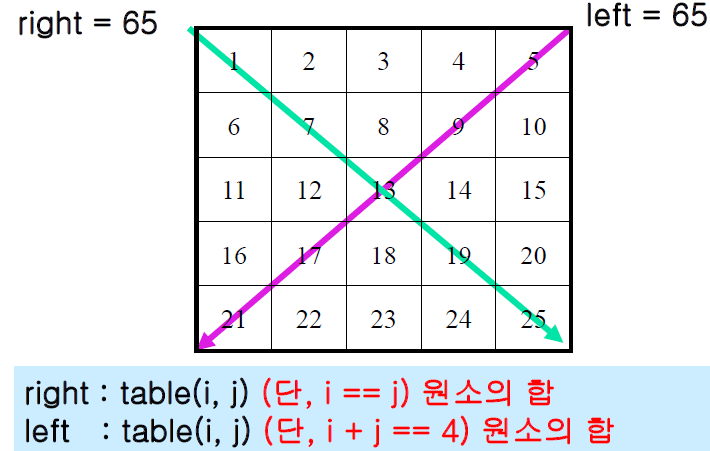 right = 65
left = 65
1 2 3 4 5
6 7 8 9 10
11 12 13 14 15
16 17 18 19 20
21 22 23 24 25
right : table(i, j) (단, i == j) 원소의 합
left : table(i, j) (단, i + j == 4) 원소의 합